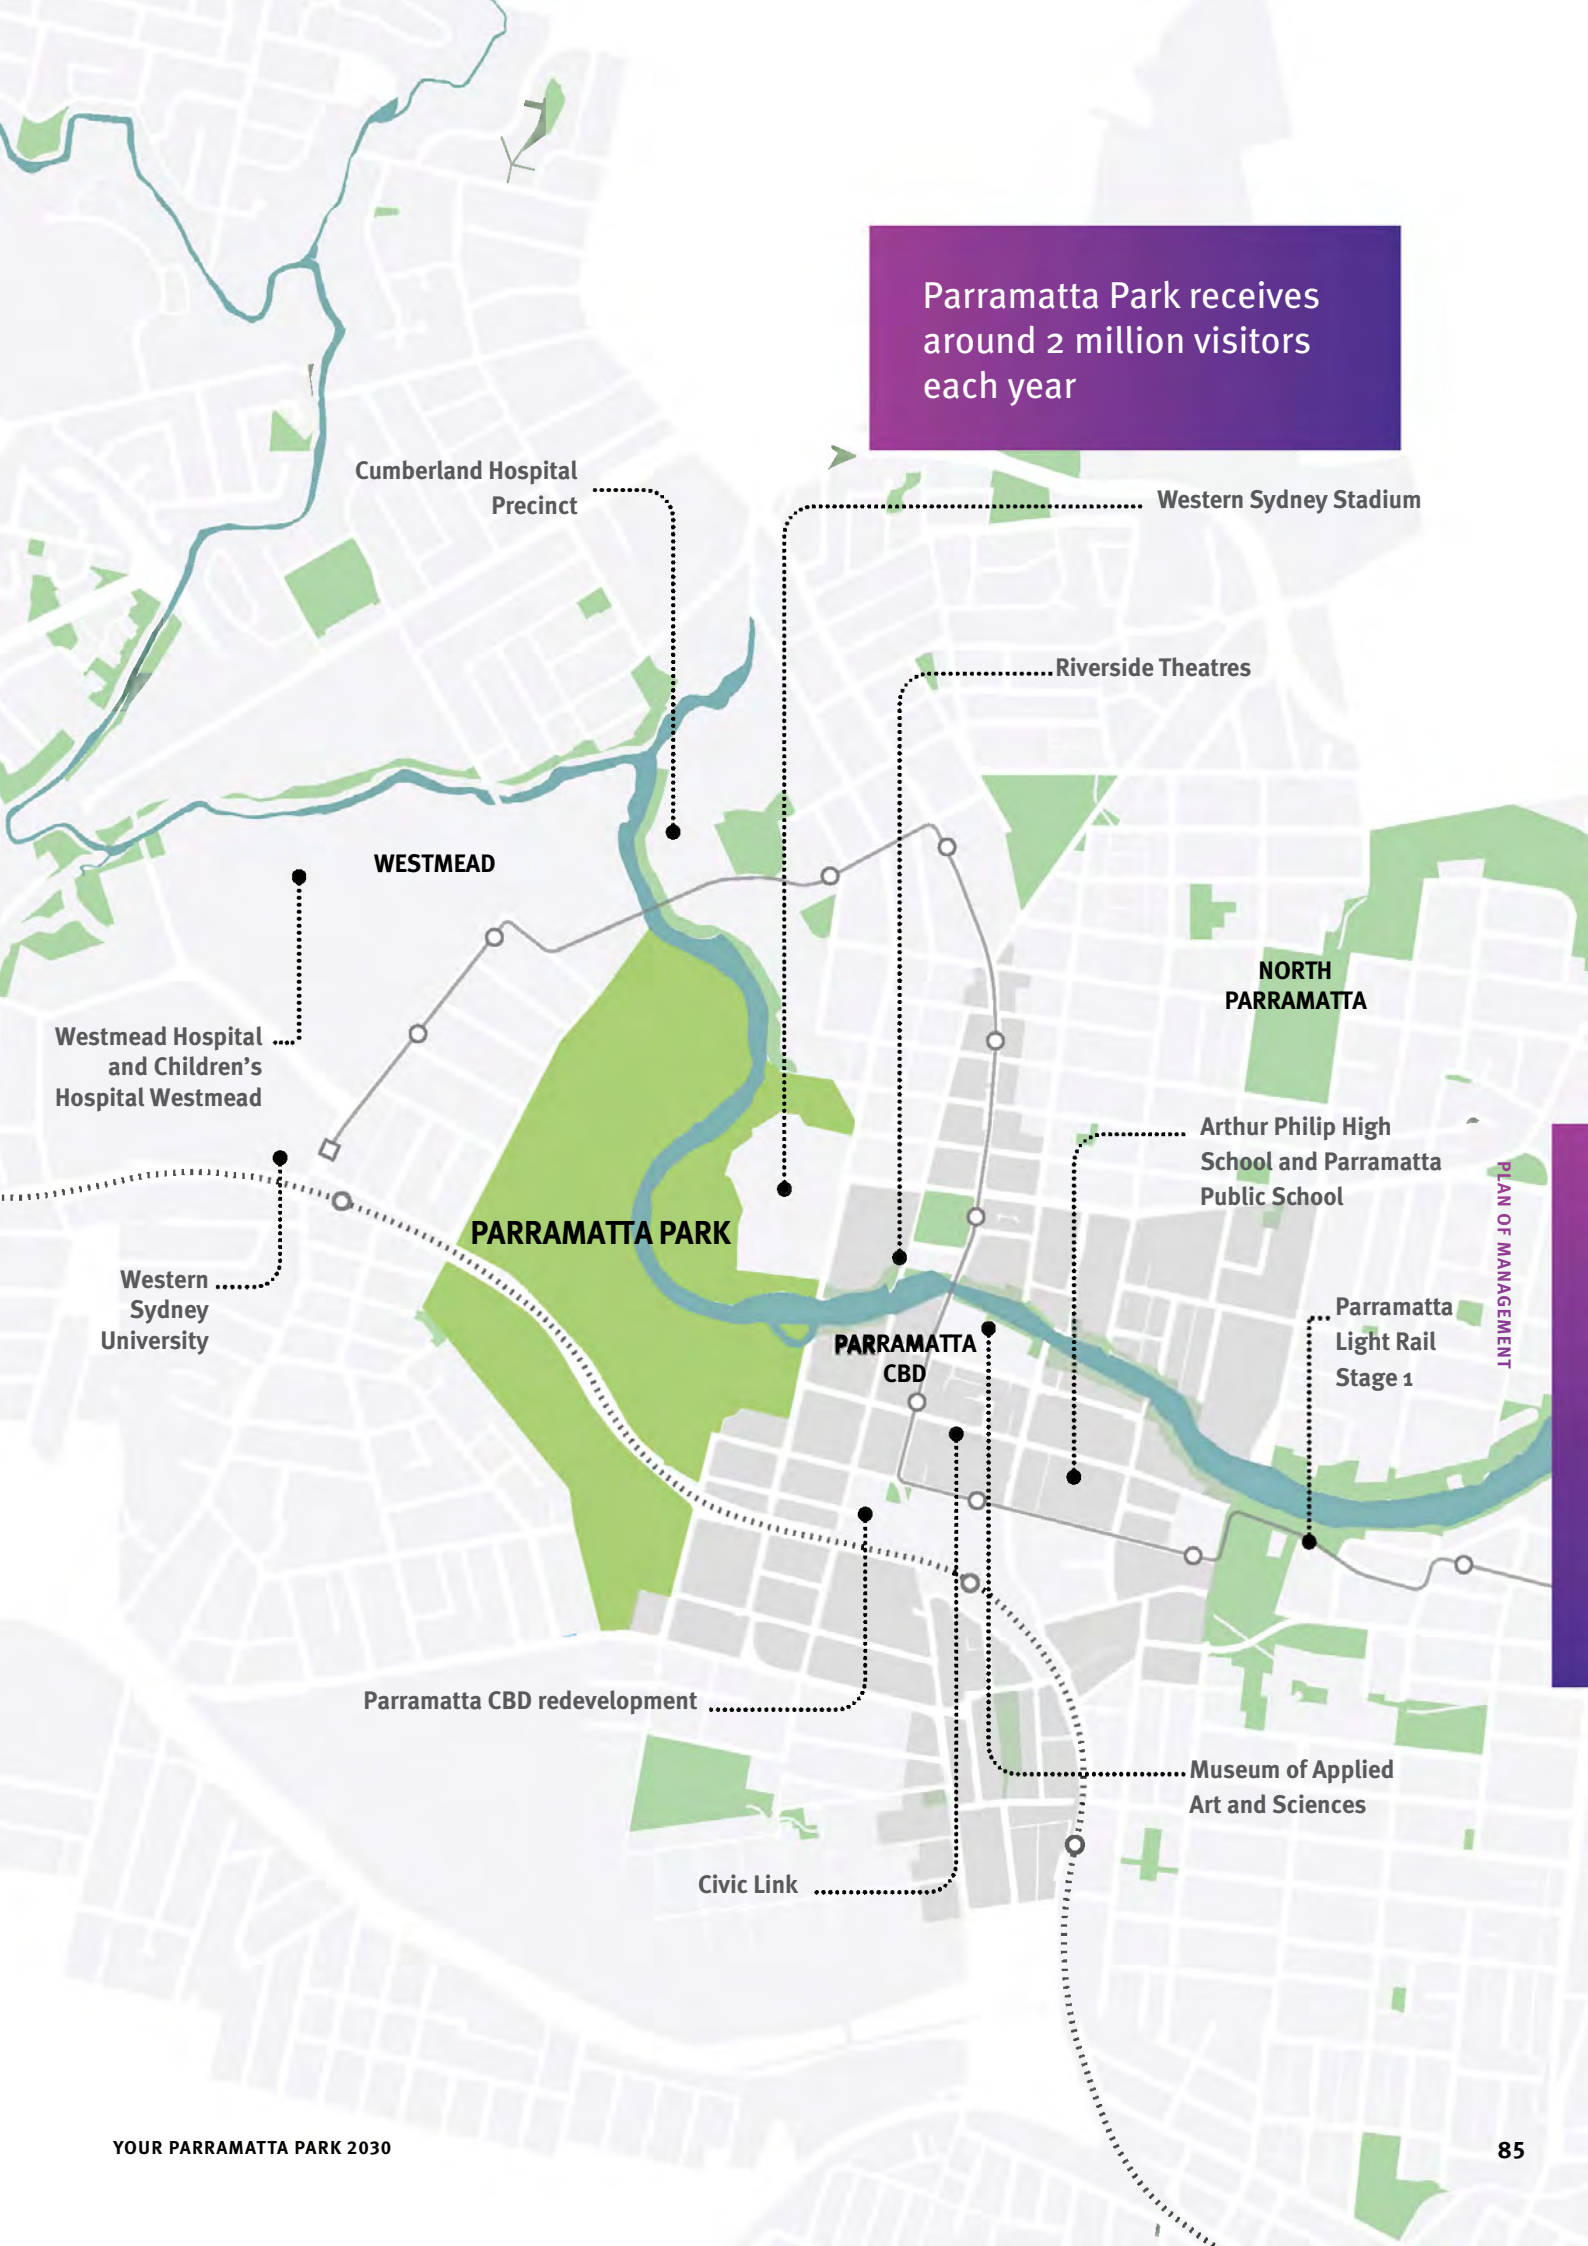 Parramatta Park receives
around 2 million visitors
each year
Cumberland Hospital
Precinct
Western Sydney Stadium
Riverside Theatres
WESTMEAD
NORTH
PARRAMATTA
Westmead Hospital
and Children’s
Hospital Westmead
Arthur Philip High
School and Parramatta
Public School
PLAN OF MANAGEMENT
PARRAMATTA PARK
Western
Sydney
University
Parramatta
Light Rail
Stage 1
PARRAMATTA
CBD
Parramatta CBD redevelopment
Museum of Applied
Art and Sciences
Civic Link
YOUR PARRAMATTA PARK 2030
85